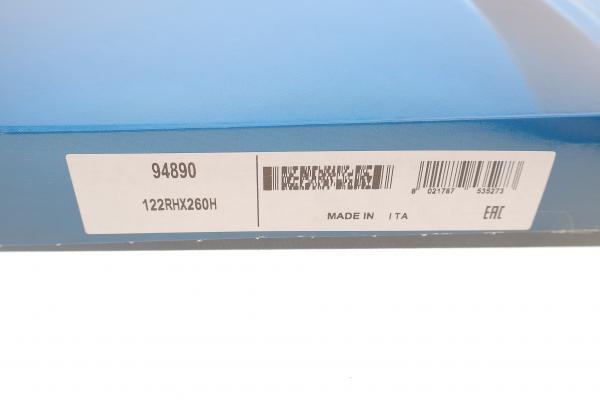 94890
122RHX260H
8 021787 535273
MADE IN ITA
EAC